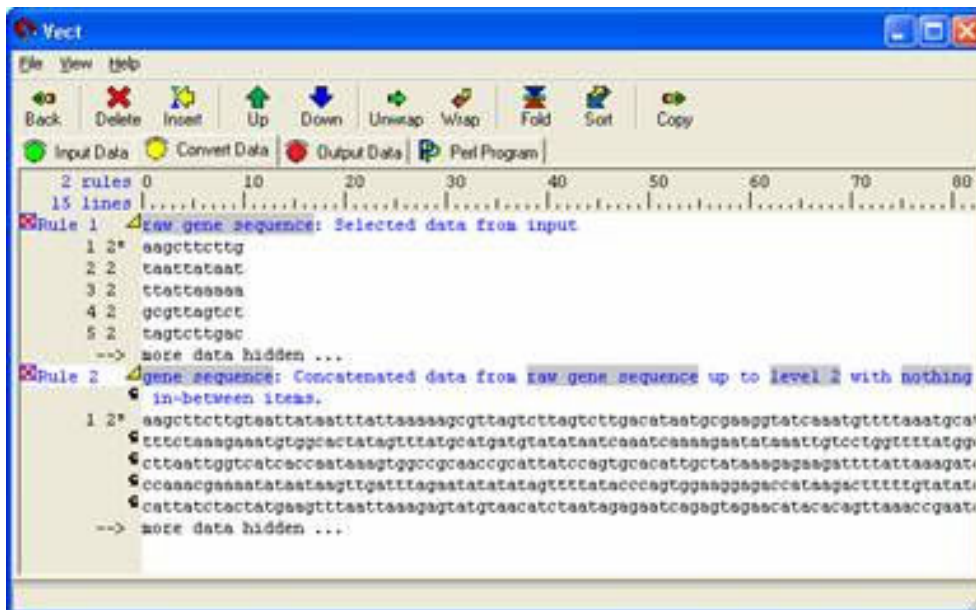 Vect
File View Help
Back Delete Insert Up Down Unwrap Wrap Fold Sort Copy
Input Data Convert Data Output Data Perl Program
2 rules 0 10 20 30 40 50 60 70 80
15 lines
Rule 1 raw gene sequence: Selected data from input
1 2* aagcttcttg
2 2 taattataat
3 2 ttattaaaaa
4 2 gcgttagtct
5 2 tagtcttgac
--> more data hidden ...
Rule 2 gene sequence: Concatenated data from raw gene sequence up to level 2 with nothing
in-between items.
1 2* aagcttcttgtaattataatttattaaaaagcgttagtcttagtcttgacataatgcgaaggtatcaaatgttttaaatgca
tttctaaagaaatgtggcactatagtttatgcatgatgtatataatcaaatcaaaagaatataaattgtcctggttttatgg
cttaattggtcatcaccaataaagtggccgcaaccgcattatccagtgcacattgctataaagagaagattttattaaagat
ccaaacgaaaatataataagttgatttagaatatatatagttttatacccagtggaaggagaccataagactttttgtatat
cattatctactatgaagtttaattaaagagtatgtaacatctaatagagaatcagagtagaacatacacagttaaaccgaat
--> more data hidden ...